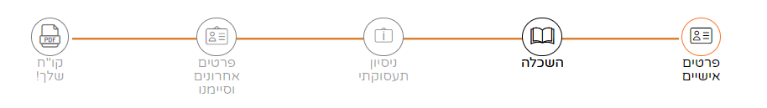 פרטים
אישיים
השכלה
ניסיון
תעסוקתי
פרטים
אחרונים
וסיימנו
PDF
קו"ח
שלך!